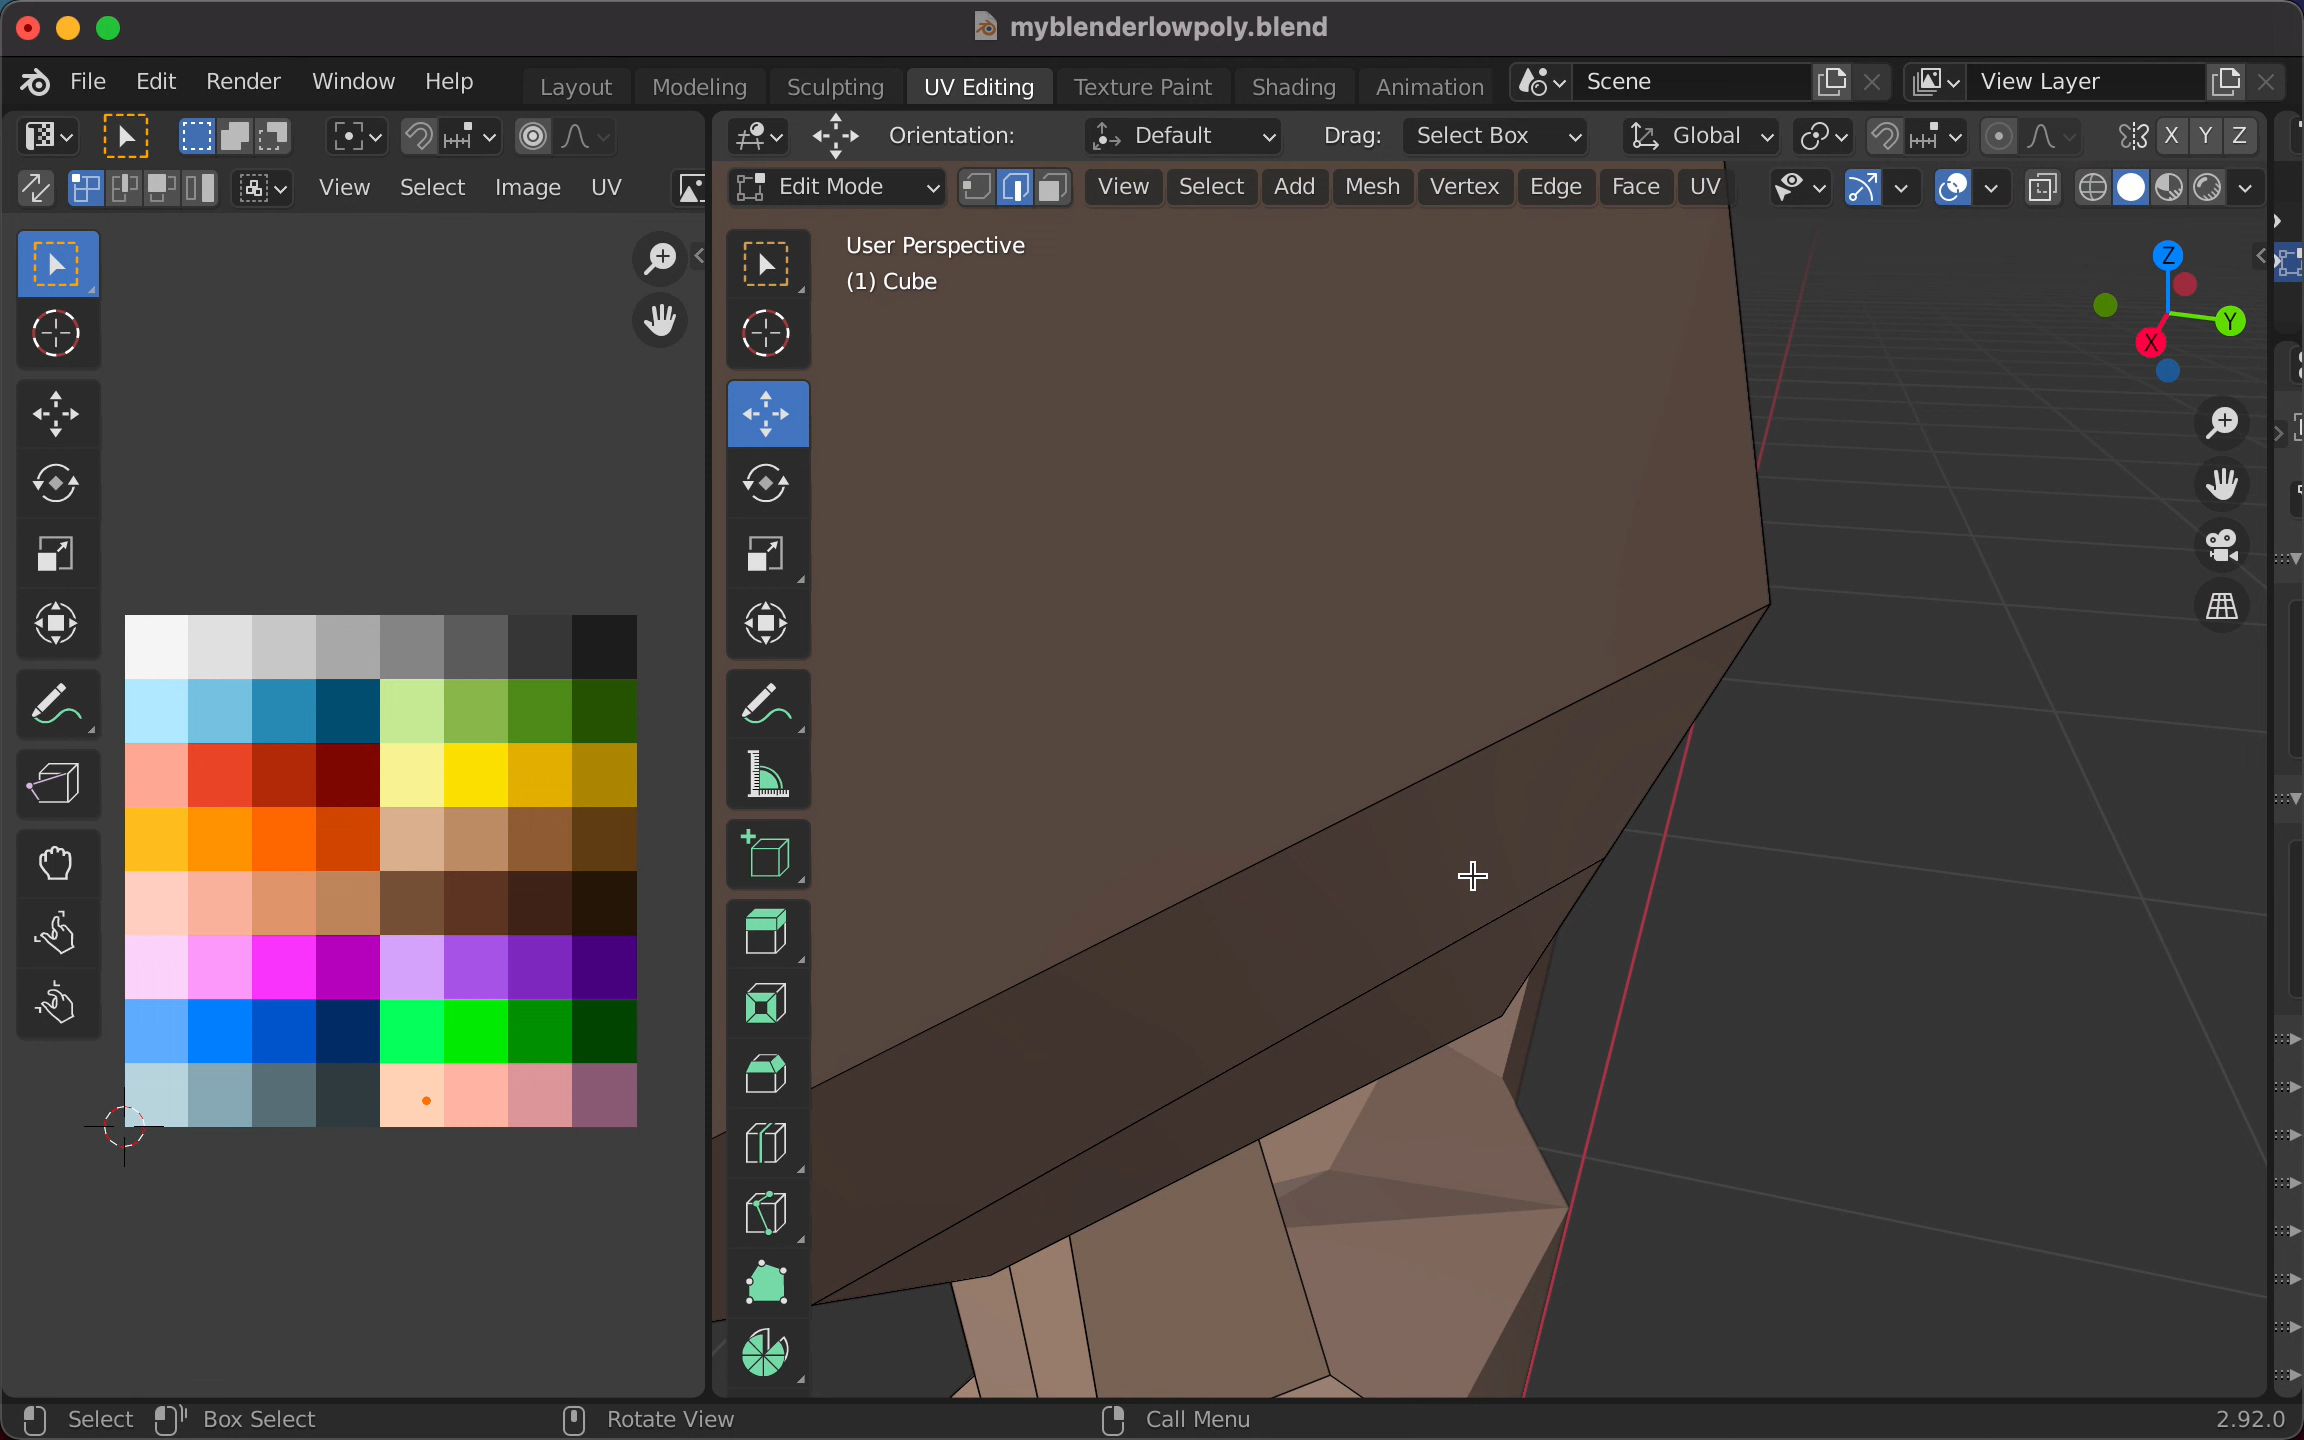 myblenderlowpoly.blend
File Edit Render Window Help Layout Modeling Sculpting UV Editing Texture Paint Shading Animation Scene View Layer
Orientation: Default Drag: Select Box Global X Y Z
View Select Image UV Edit Mode View Select Add Mesh Vertex Edge Face UV
User Perspective
(1) Cube
Z
Y
X
Select Box Select Rotate View Call Menu 2.92.0